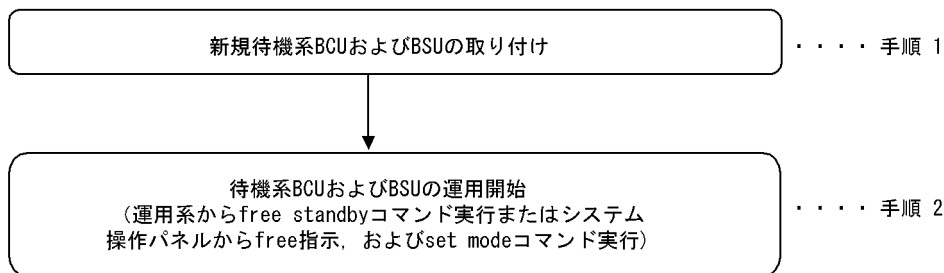 新規待機系BCUおよびBSUの取り付け ・・・・ 手順 1
待機系BCUおよびBSUの運用開始
(運用系からfree standbyコマンド実行またはシステム
操作パネルからfree指示，およびset modeコマンド実行)
・・・・ 手順 2